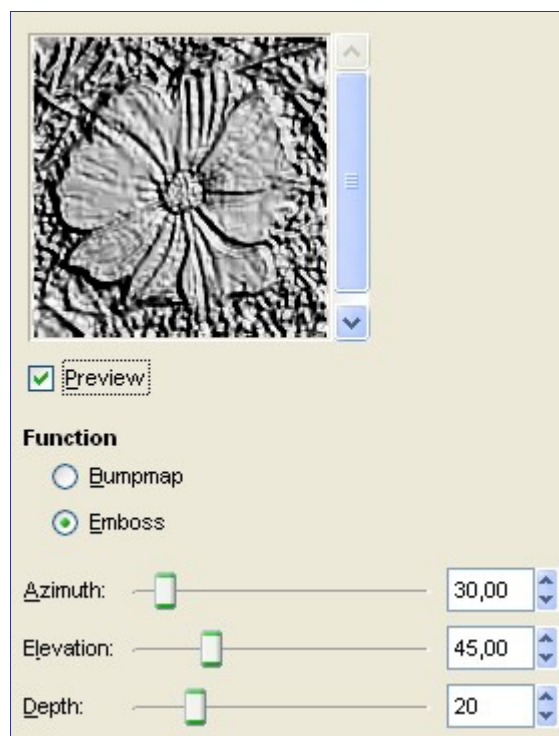 Preview
Function
Bumpmap
Emboss
Azimuth: 30,00
Elevation: 45,00
Depth: 20